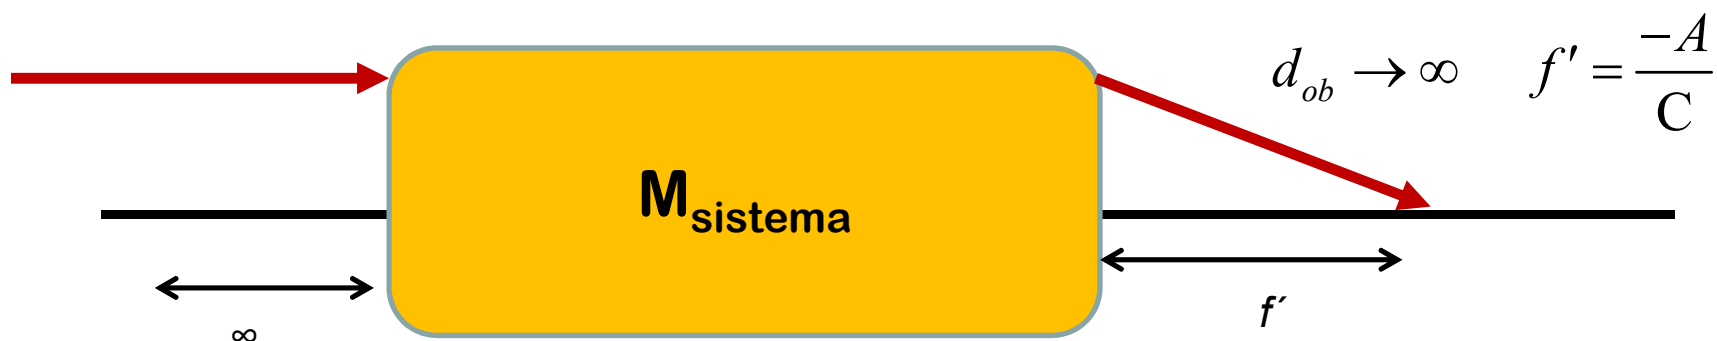 d_ob → ∞   f′ = −A/C
M_sistema
f´
∞